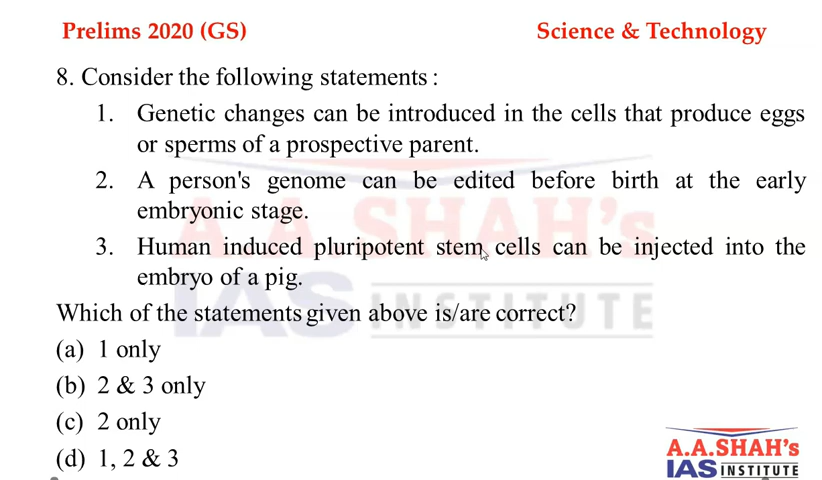 Prelims 2020 (GS) Science & Technology
8. Consider the following statements :
1. Genetic changes can be introduced in the cells that produce eggs
or sperms of a prospective parent.
2. A person's genome can be edited before birth at the early
embryonic stage.
3. Human induced pluripotent stem cells can be injected into the
embryo of a pig.
Which of the statements given above is/are correct?
(a) 1 only
(b) 2 & 3 only
(c) 2 only
(d) 1, 2 & 3
A.A.SHAH's
IAS INSTITUTE
A.A.SHAH's
IAS INSTITUTE